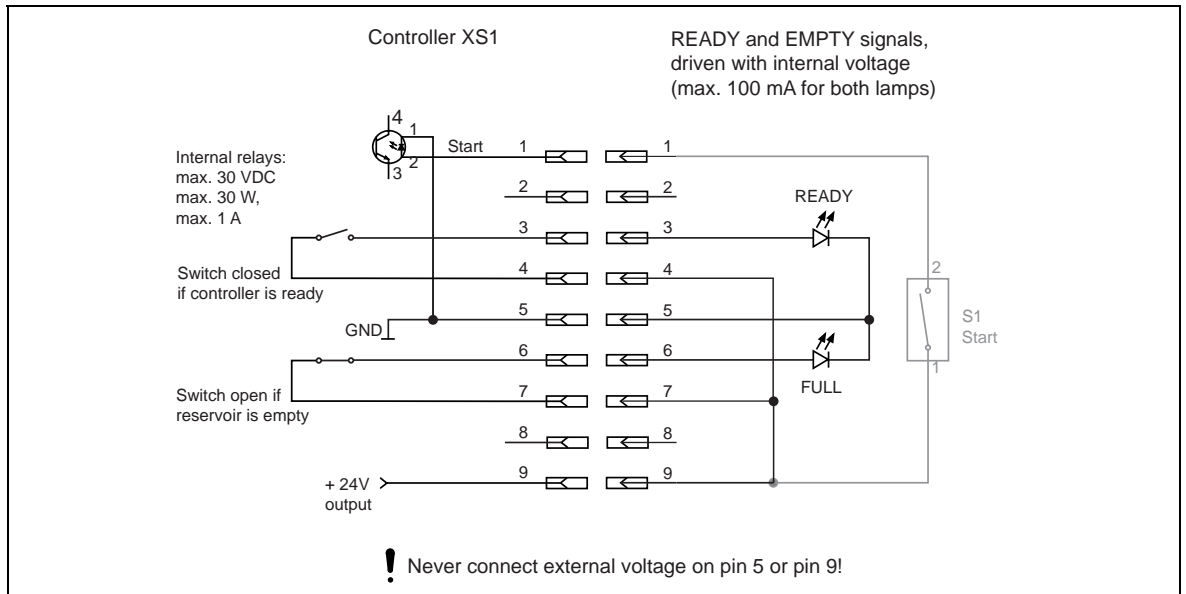 Controller XS1
READY and EMPTY signals,
driven with internal voltage
(max. 100 mA for both lamps)
Internal relays:
max. 30 VDC
max. 30 W,
max. 1 A
4
1
2
3
Start
1
1
2
2
READY
3
3
Switch closed
if controller is ready
4
4
2
S1
Start
1
GND
5
5
6
6
FULL
Switch open if
reservoir is empty
7
7
8
8
+ 24V
output
9
9
! Never connect external voltage on pin 5 or pin 9!